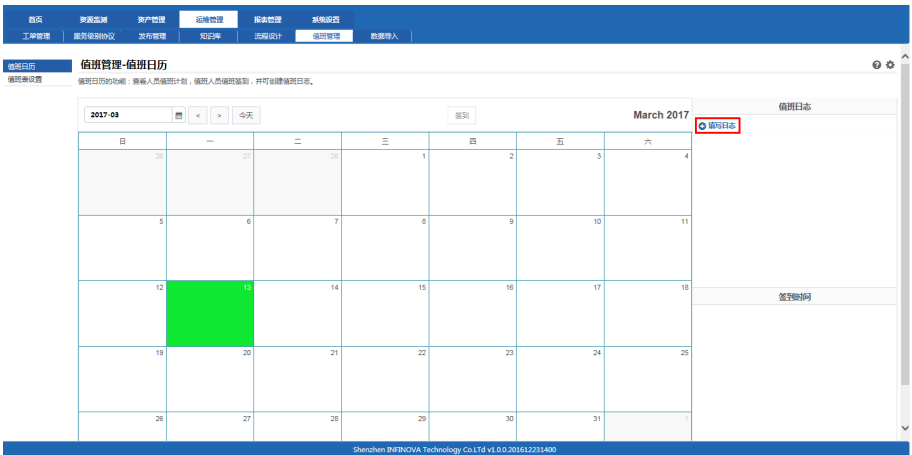 首页 资源监测 资产管理 运维管理 报表管理 系统设置
工单管理 服务级别协议 发布管理 知识库 流程设计 值班管理 数据导入
值班日历
值班表设置
值班管理-值班日历
值班日历的功能：查看人员值班计划，值班人员值班签到，并可创建值班日志。
2017-03 < > 今天 签到 March 2017
日 一 二 三 四 五 六
26 27 28 1 2 3 4
5 6 7 8 9 10 11
12 13 14 15 16 17 18
19 20 21 22 23 24 25
26 27 28 29 30 31 1
值班日志
填写日志
签到时间
Shenzhen INFINOVA Technology Co.LTd v1.0.0.201612231400